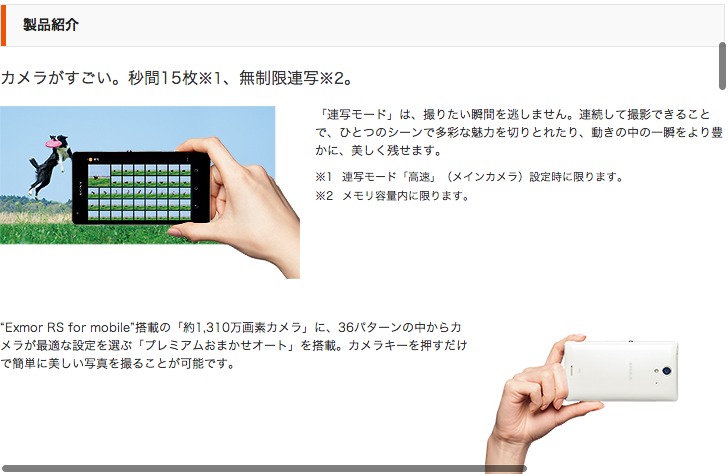 製品紹介
カメラがすごい。秒間15枚※1、無制限連写※2。
「連写モード」は、撮りたい瞬間を逃しません。連続して撮影できること
で、ひとつのシーンで多彩な魅力を切りとれたり、動きの中の一瞬をより豊
かに、美しく残せます。
※1 連写モード「高速」（メインカメラ）設定時に限ります。
※2 メモリ容量内に限ります。
“Exmor RS for mobile”搭載の「約1,310万画素カメラ」に、36パターンの中からカ
メラが最適な設定を選ぶ「プレミアムおまかせオート」を搭載。カメラキーを押すだけ
で簡単に美しい写真を撮ることが可能です。